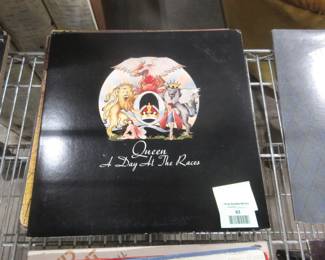 Queen
A Day At The Races